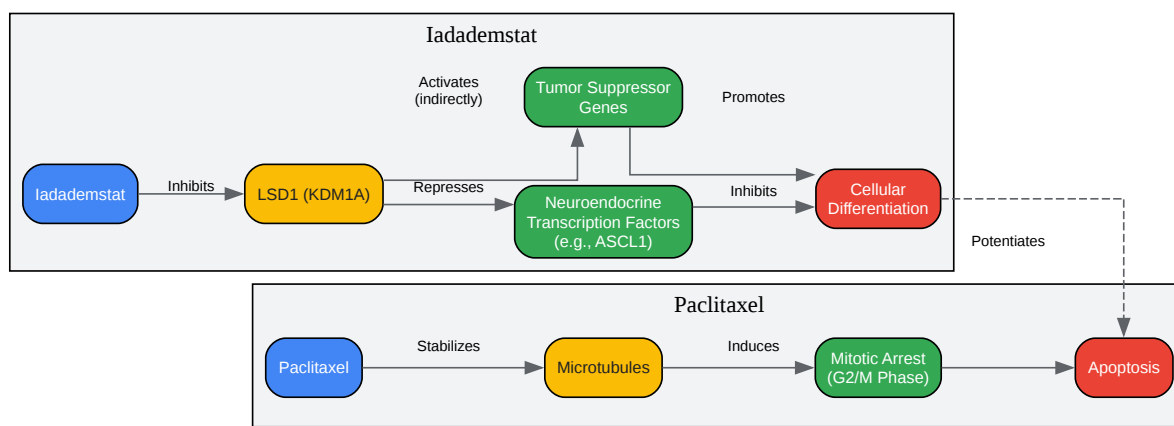 Iadademstat
Activates
(indirectly)
Tumor Suppressor
Genes
Promotes
Iadademstat
Inhibits
LSD1 (KDM1A)
Represses
Neuroendocrine
Transcription Factors
(e.g., ASCL1)
Inhibits
Cellular
Differentiation
Potentiates
Paclitaxel
Paclitaxel
Stabilizes
Microtubules
Induces
Mitotic Arrest
(G2/M Phase)
Apoptosis